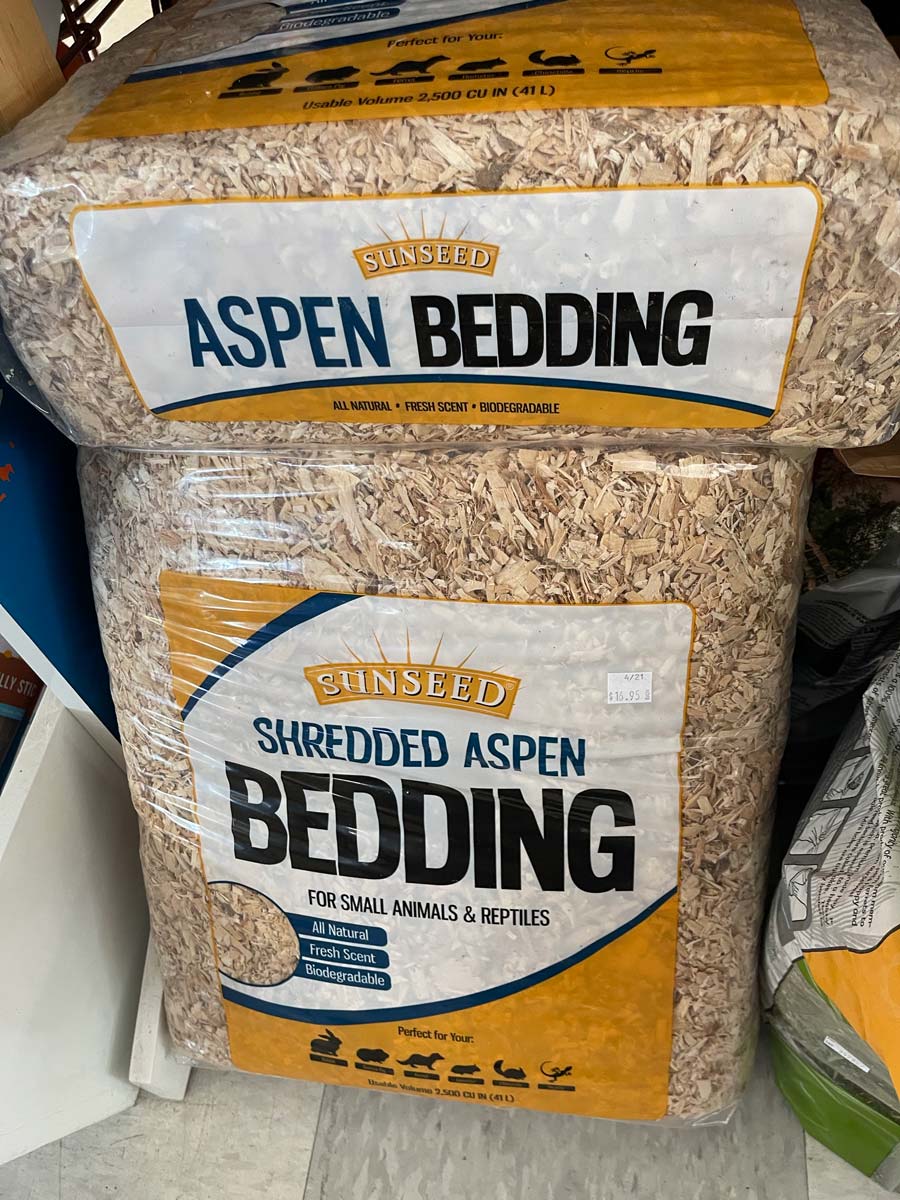 Biodegradable
Perfect for Your:
Usable Volume 2,500 CU IN (41 L)
SUNSEED
ASPEN BEDDING
ALL NATURAL • FRESH SCENT • BIODEGRADABLE
SUNSEED®
4/21
$16.95
SHREDDED ASPEN
BEDDING
FOR SMALL ANIMALS & REPTILES
All Natural
Fresh Scent
Biodegradable
Perfect for Your:
Usable Volume 2,500 CU IN (41 L)
LLY STIC